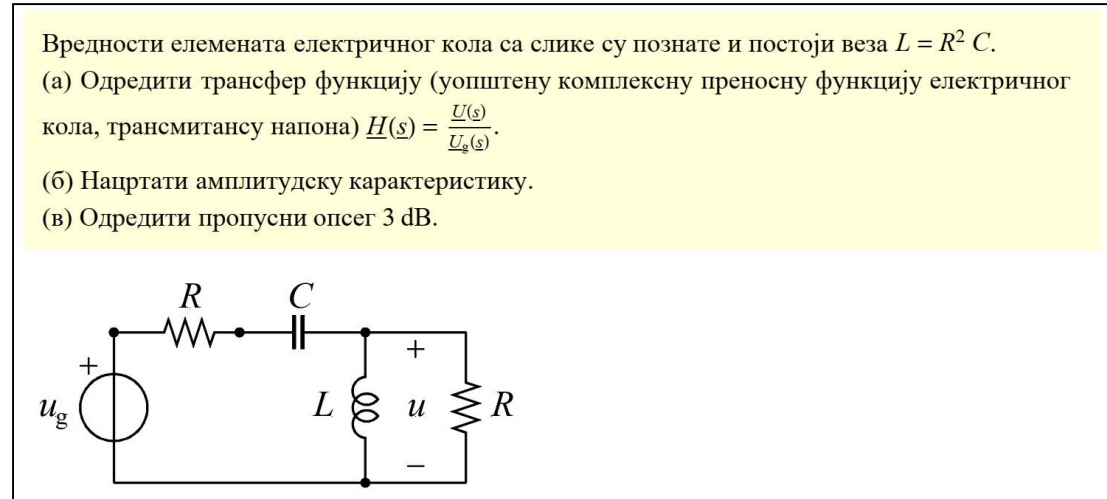 Вредности елемената електричног кола са слике су познате и постоји веза L = R² C.
(а) Одредити трансфер функцију (уопштену комплексну преносну функцију електричног
кола, трансмитансу напона) H(s) = U(s)/Ug(s).
(б) Нацртати амплитудску карактеристику.
(в) Одредити пропусни опсег 3 dB.
R C
+ +
ug L u R
−